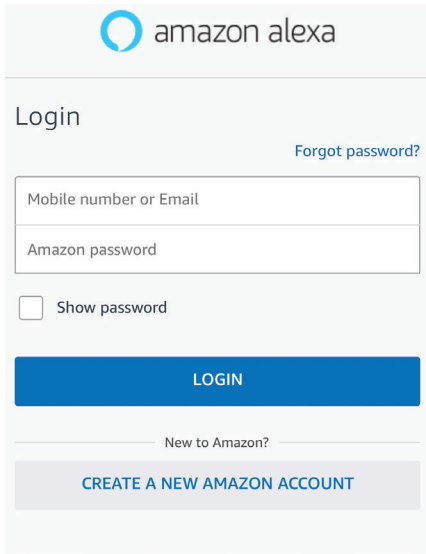 amazon alexa
Login
Forgot password?
Mobile number or Email
Amazon password
Show password
LOGIN
New to Amazon?
CREATE A NEW AMAZON ACCOUNT